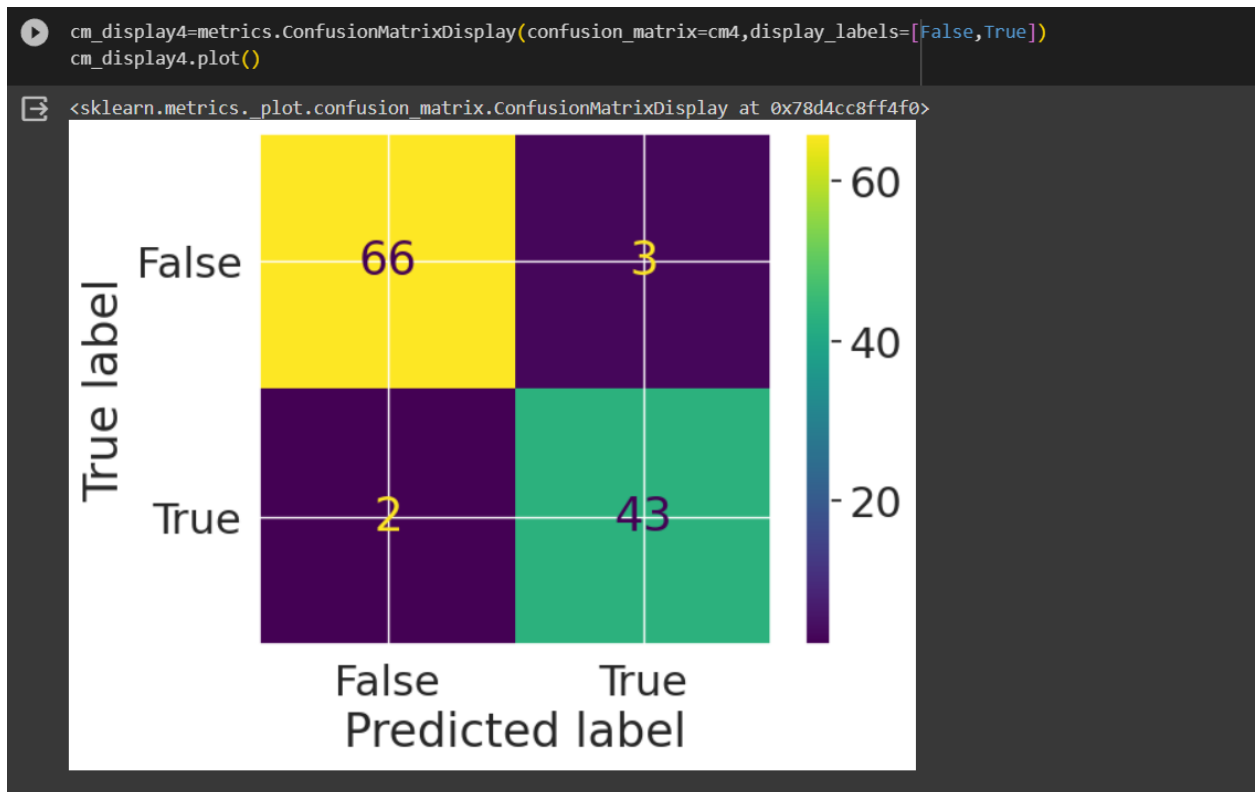 cm_display4=metrics.ConfusionMatrixDisplay(confusion_matrix=cm4,display_labels=[False,True])
cm_display4.plot()
<sklearn.metrics._plot.confusion_matrix.ConfusionMatrixDisplay at 0x78d4cc8ff4f0>
60
False
66
3
True label
40
True
2
43
20
False
True
Predicted label